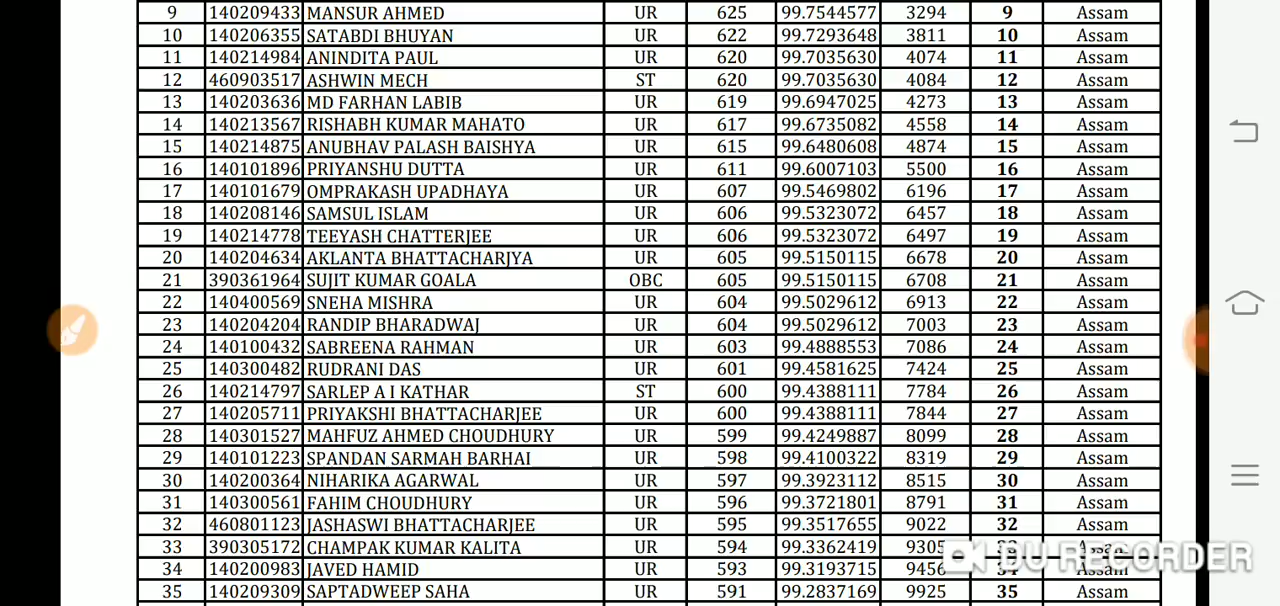 9 140209433 MANSUR AHMED UR 625 99.7544577 3294 9 Assam
10 140206355 SATABDI BHUYAN UR 622 99.7293648 3811 10 Assam
11 140214984 ANINDITA PAUL UR 620 99.7035630 4074 11 Assam
12 460903517 ASHWIN MECH ST 620 99.7035630 4084 12 Assam
13 140203636 MD FARHAN LABIB UR 619 99.6947025 4273 13 Assam
14 140213567 RISHABH KUMAR MAHATO UR 617 99.6735082 4558 14 Assam
15 140214875 ANUBHAV PALASH BAISHYA UR 615 99.6480608 4874 15 Assam
16 140101896 PRIYANSHU DUTTA UR 611 99.6007103 5500 16 Assam
17 140101679 OMPRAKASH UPADHAYA UR 607 99.5469802 6196 17 Assam
18 140208146 SAMSUL ISLAM UR 606 99.5323072 6457 18 Assam
19 140214778 TEEYASH CHATTERJEE UR 606 99.5323072 6497 19 Assam
20 140204634 AKLANTA BHATTACHARJYA UR 605 99.5150115 6678 20 Assam
21 390361964 SUJIT KUMAR GOALA OBC 605 99.5150115 6708 21 Assam
22 140400569 SNEHA MISHRA UR 604 99.5029612 6913 22 Assam
23 140204204 RANDIP BHARADWAJ UR 604 99.5029612 7003 23 Assam
24 140100432 SABREENA RAHMAN UR 603 99.4888553 7086 24 Assam
25 140300482 RUDRANI DAS UR 601 99.4581625 7424 25 Assam
26 140214797 SARLEP A I KATHAR ST 600 99.4388111 7784 26 Assam
27 140205711 PRIYAKSHI BHATTACHARJEE UR 600 99.4388111 7844 27 Assam
28 140301527 MAHFUZ AHMED CHOUDHURY UR 599 99.4249887 8099 28 Assam
29 140101223 SPANDAN SARMAH BARHAI UR 598 99.4100322 8319 29 Assam
30 140200364 NIHARIKA AGARWAL UR 597 99.3923112 8515 30 Assam
31 140300561 FAHIM CHOUDHURY UR 596 99.3721801 8791 31 Assam
32 460801123 JASHASWI BHATTACHARJEE UR 595 99.3517655 9022 32 Assam
33 390305172 CHAMPAK KUMAR KALITA UR 594 99.3362419 9305 33 Assam
DU RECORDER
34 140200983 JAVED HAMID UR 593 99.3193715 9456 34 Assam
35 140209309 SAPTADWEEP SAHA UR 591 99.2837169 9925 35 Assam